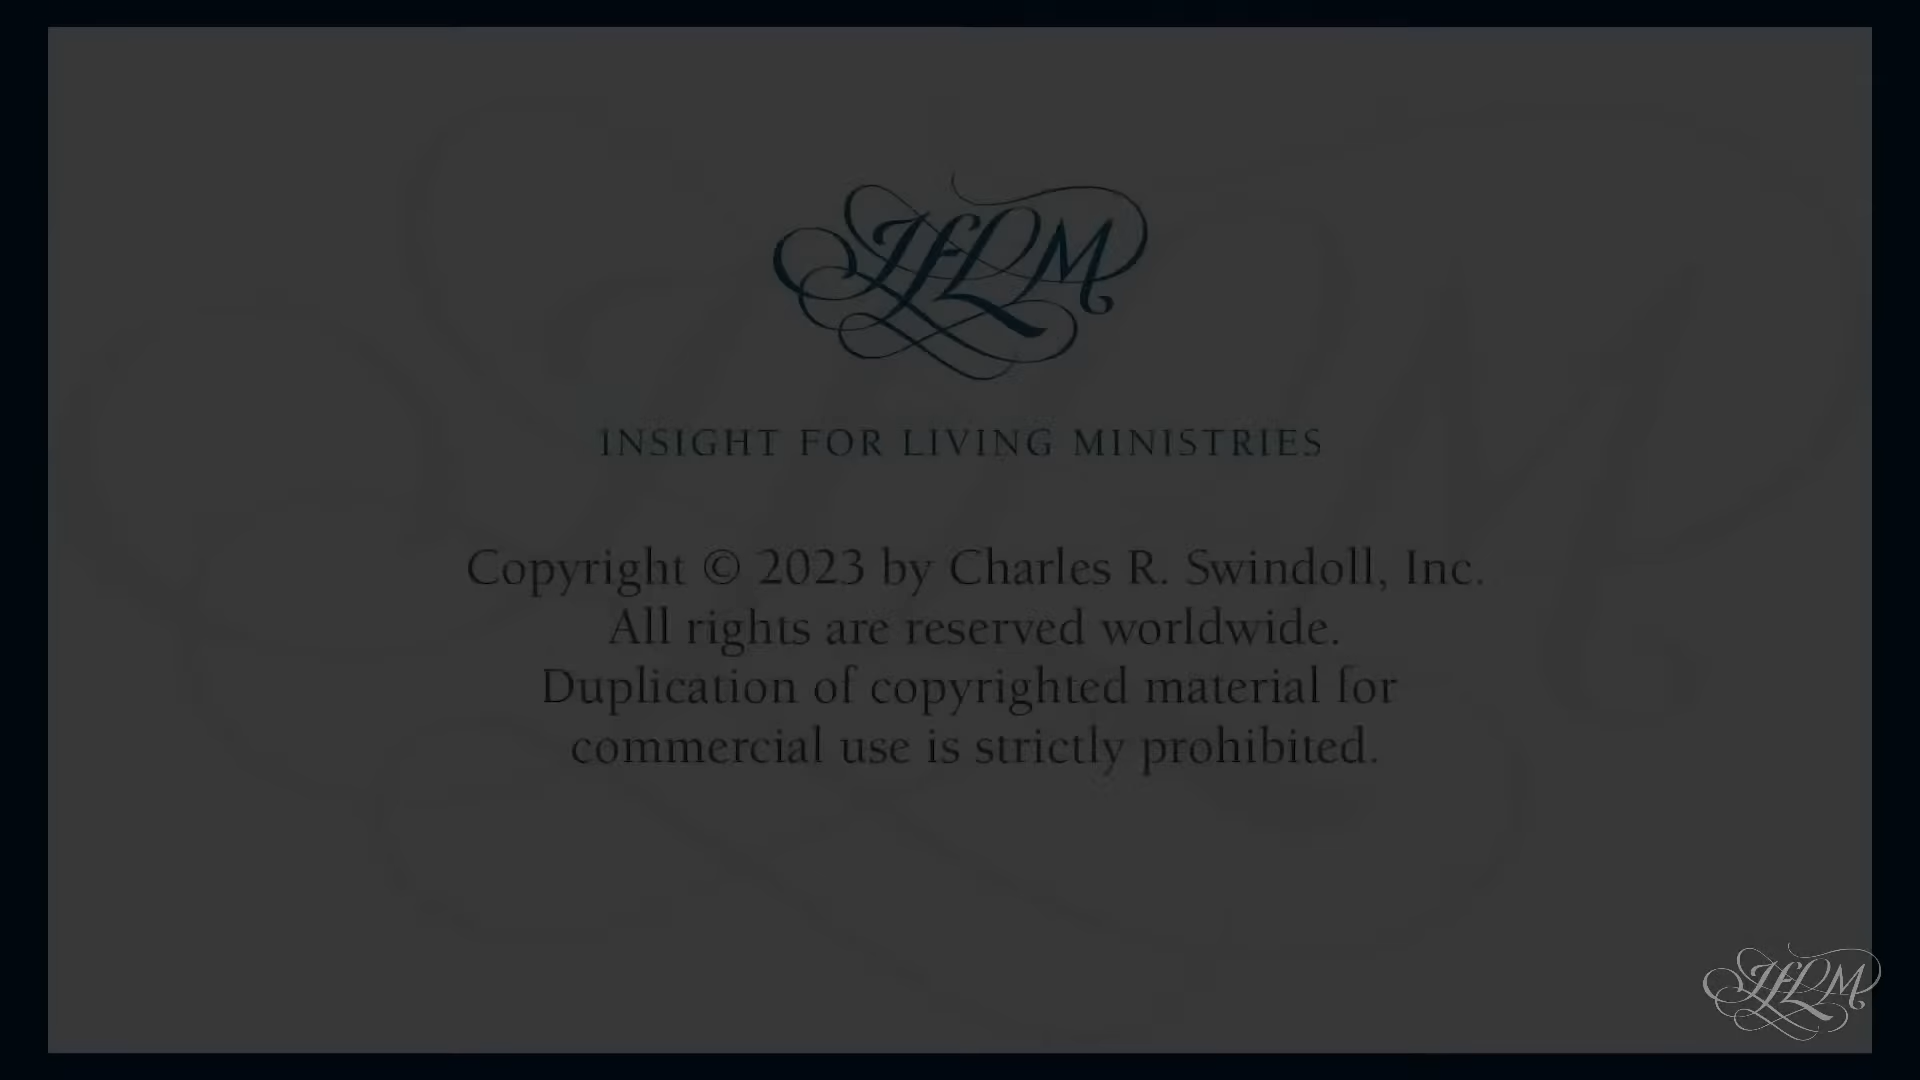 IFLM
INSIGHT FOR LIVING MINISTRIES
Copyright © 2023 by Charles R. Swindoll, Inc.
All rights are reserved worldwide.
Duplication of copyrighted material for
commercial use is strictly prohibited.
IFLM